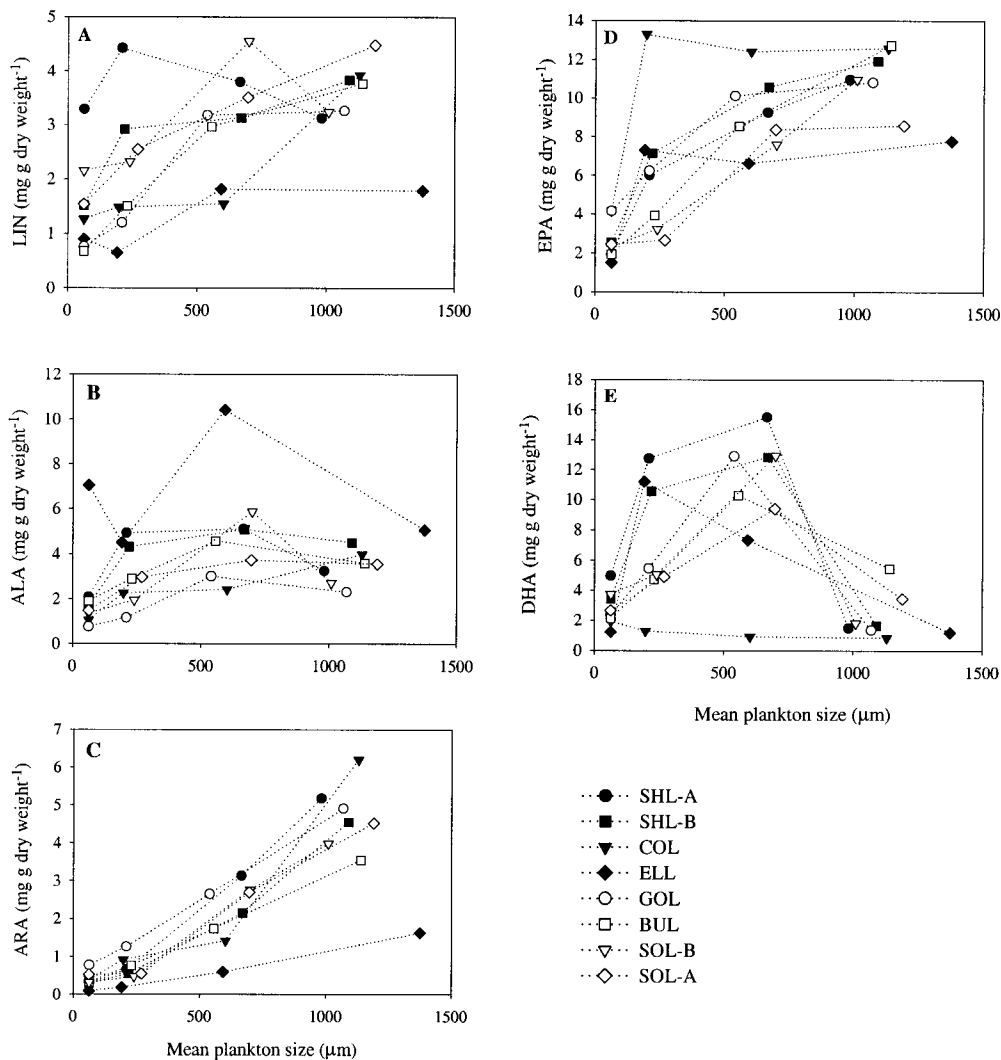 A
LIN (mg g dry weight⁻¹)
5
4
3
2
1
0
0 500 1000 1500
B
ALA (mg g dry weight⁻¹)
12
10
8
6
4
2
0
0 500 1000 1500
C
ARA (mg g dry weight⁻¹)
7
6
5
4
3
2
1
0
0 500 1000 1500
Mean plankton size (μm)
D
EPA (mg g dry weight⁻¹)
14
12
10
8
6
4
2
0
0 500 1000 1500
E
DHA (mg g dry weight⁻¹)
18
16
14
12
10
8
6
4
2
0
0 500 1000 1500
Mean plankton size (μm)
SHL-A
SHL-B
COL
ELL
GOL
BUL
SOL-B
SOL-A